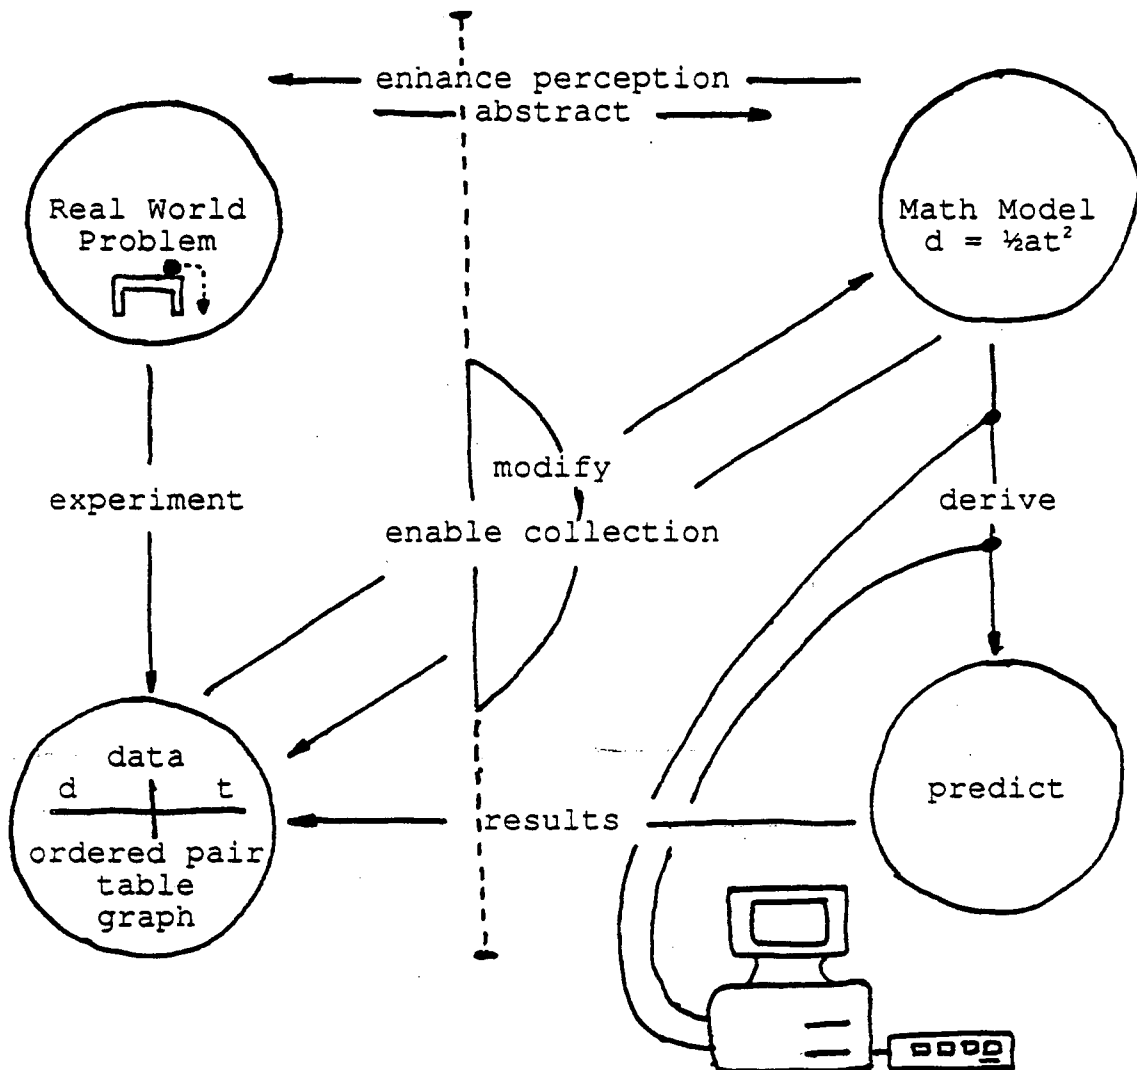 enhance perception
abstract
Real World
Problem
Math Model
d = ½at²
modify
experiment
enable collection
derive
data
d t
ordered pair
table
graph
results
predict